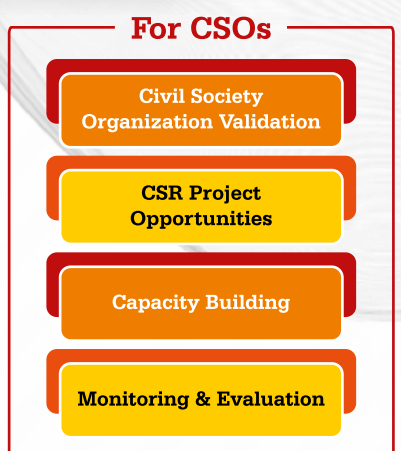 For CSOs
Civil Society
Organization Validation
CSR Project
Opportunities
Capacity Building
Monitoring & Evaluation